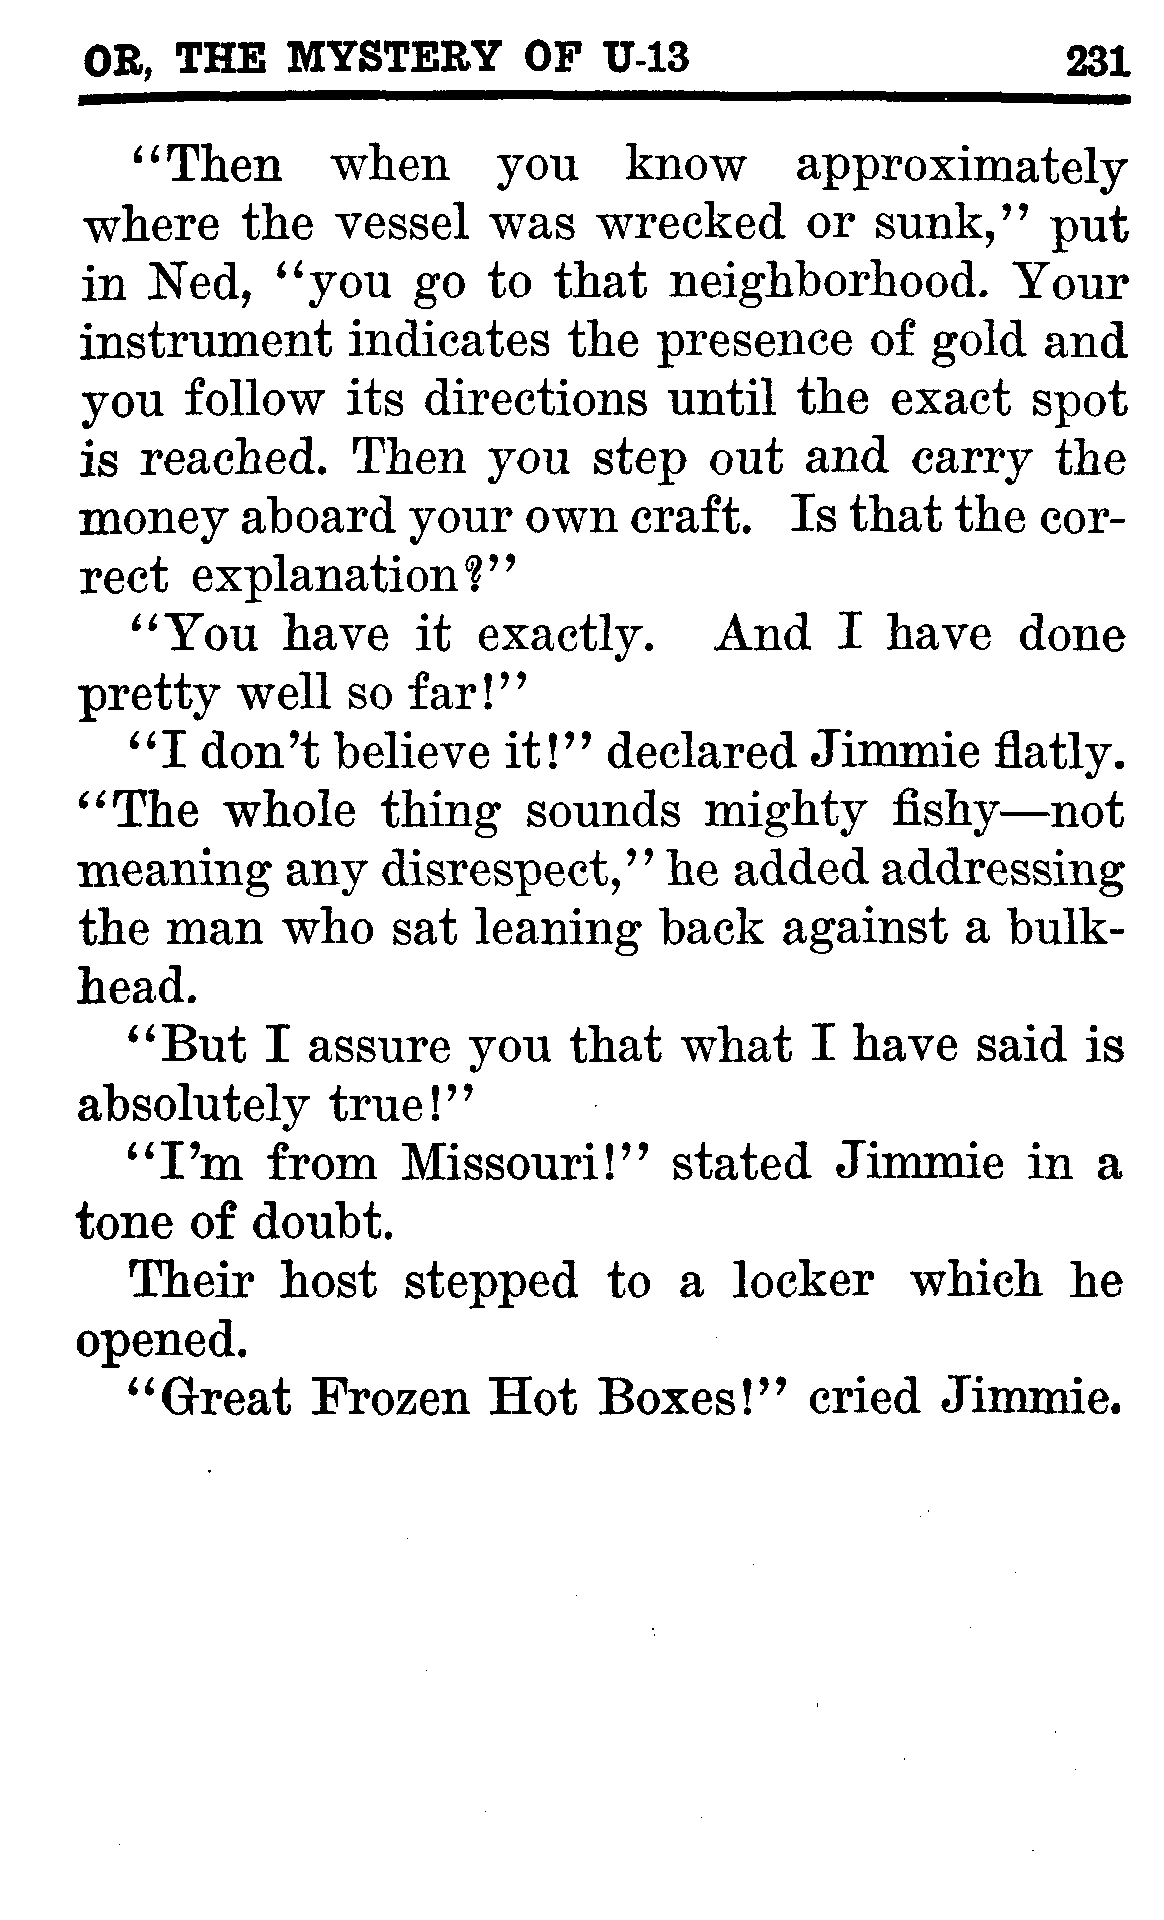 OR, THE MYSTERY OF U-13 231
“Then when you know approximately
where the vessel was wrecked or sunk,” put
in Ned, “you go to that neighborhood. Your
instrument indicates the presence of gold and
you follow its directions until the exact spot
is reached. Then you step out and carry the
money aboard your own craft. Is that the cor-
rect explanation?”
“You have it exactly. And I have done
pretty well so far!”
“I don’t believe it!” declared Jimmie flatly.
“The whole thing sounds mighty fishy—not
meaning any disrespect,” he added addressing
the man who sat leaning back against a bulk-
head.
“But I assure you that what I have said is
absolutely true!”
“I’m from Missouri!” stated Jimmie in a
tone of doubt.
Their host stepped to a locker which he
opened.
“Great Frozen Hot Boxes!” cried Jimmie.